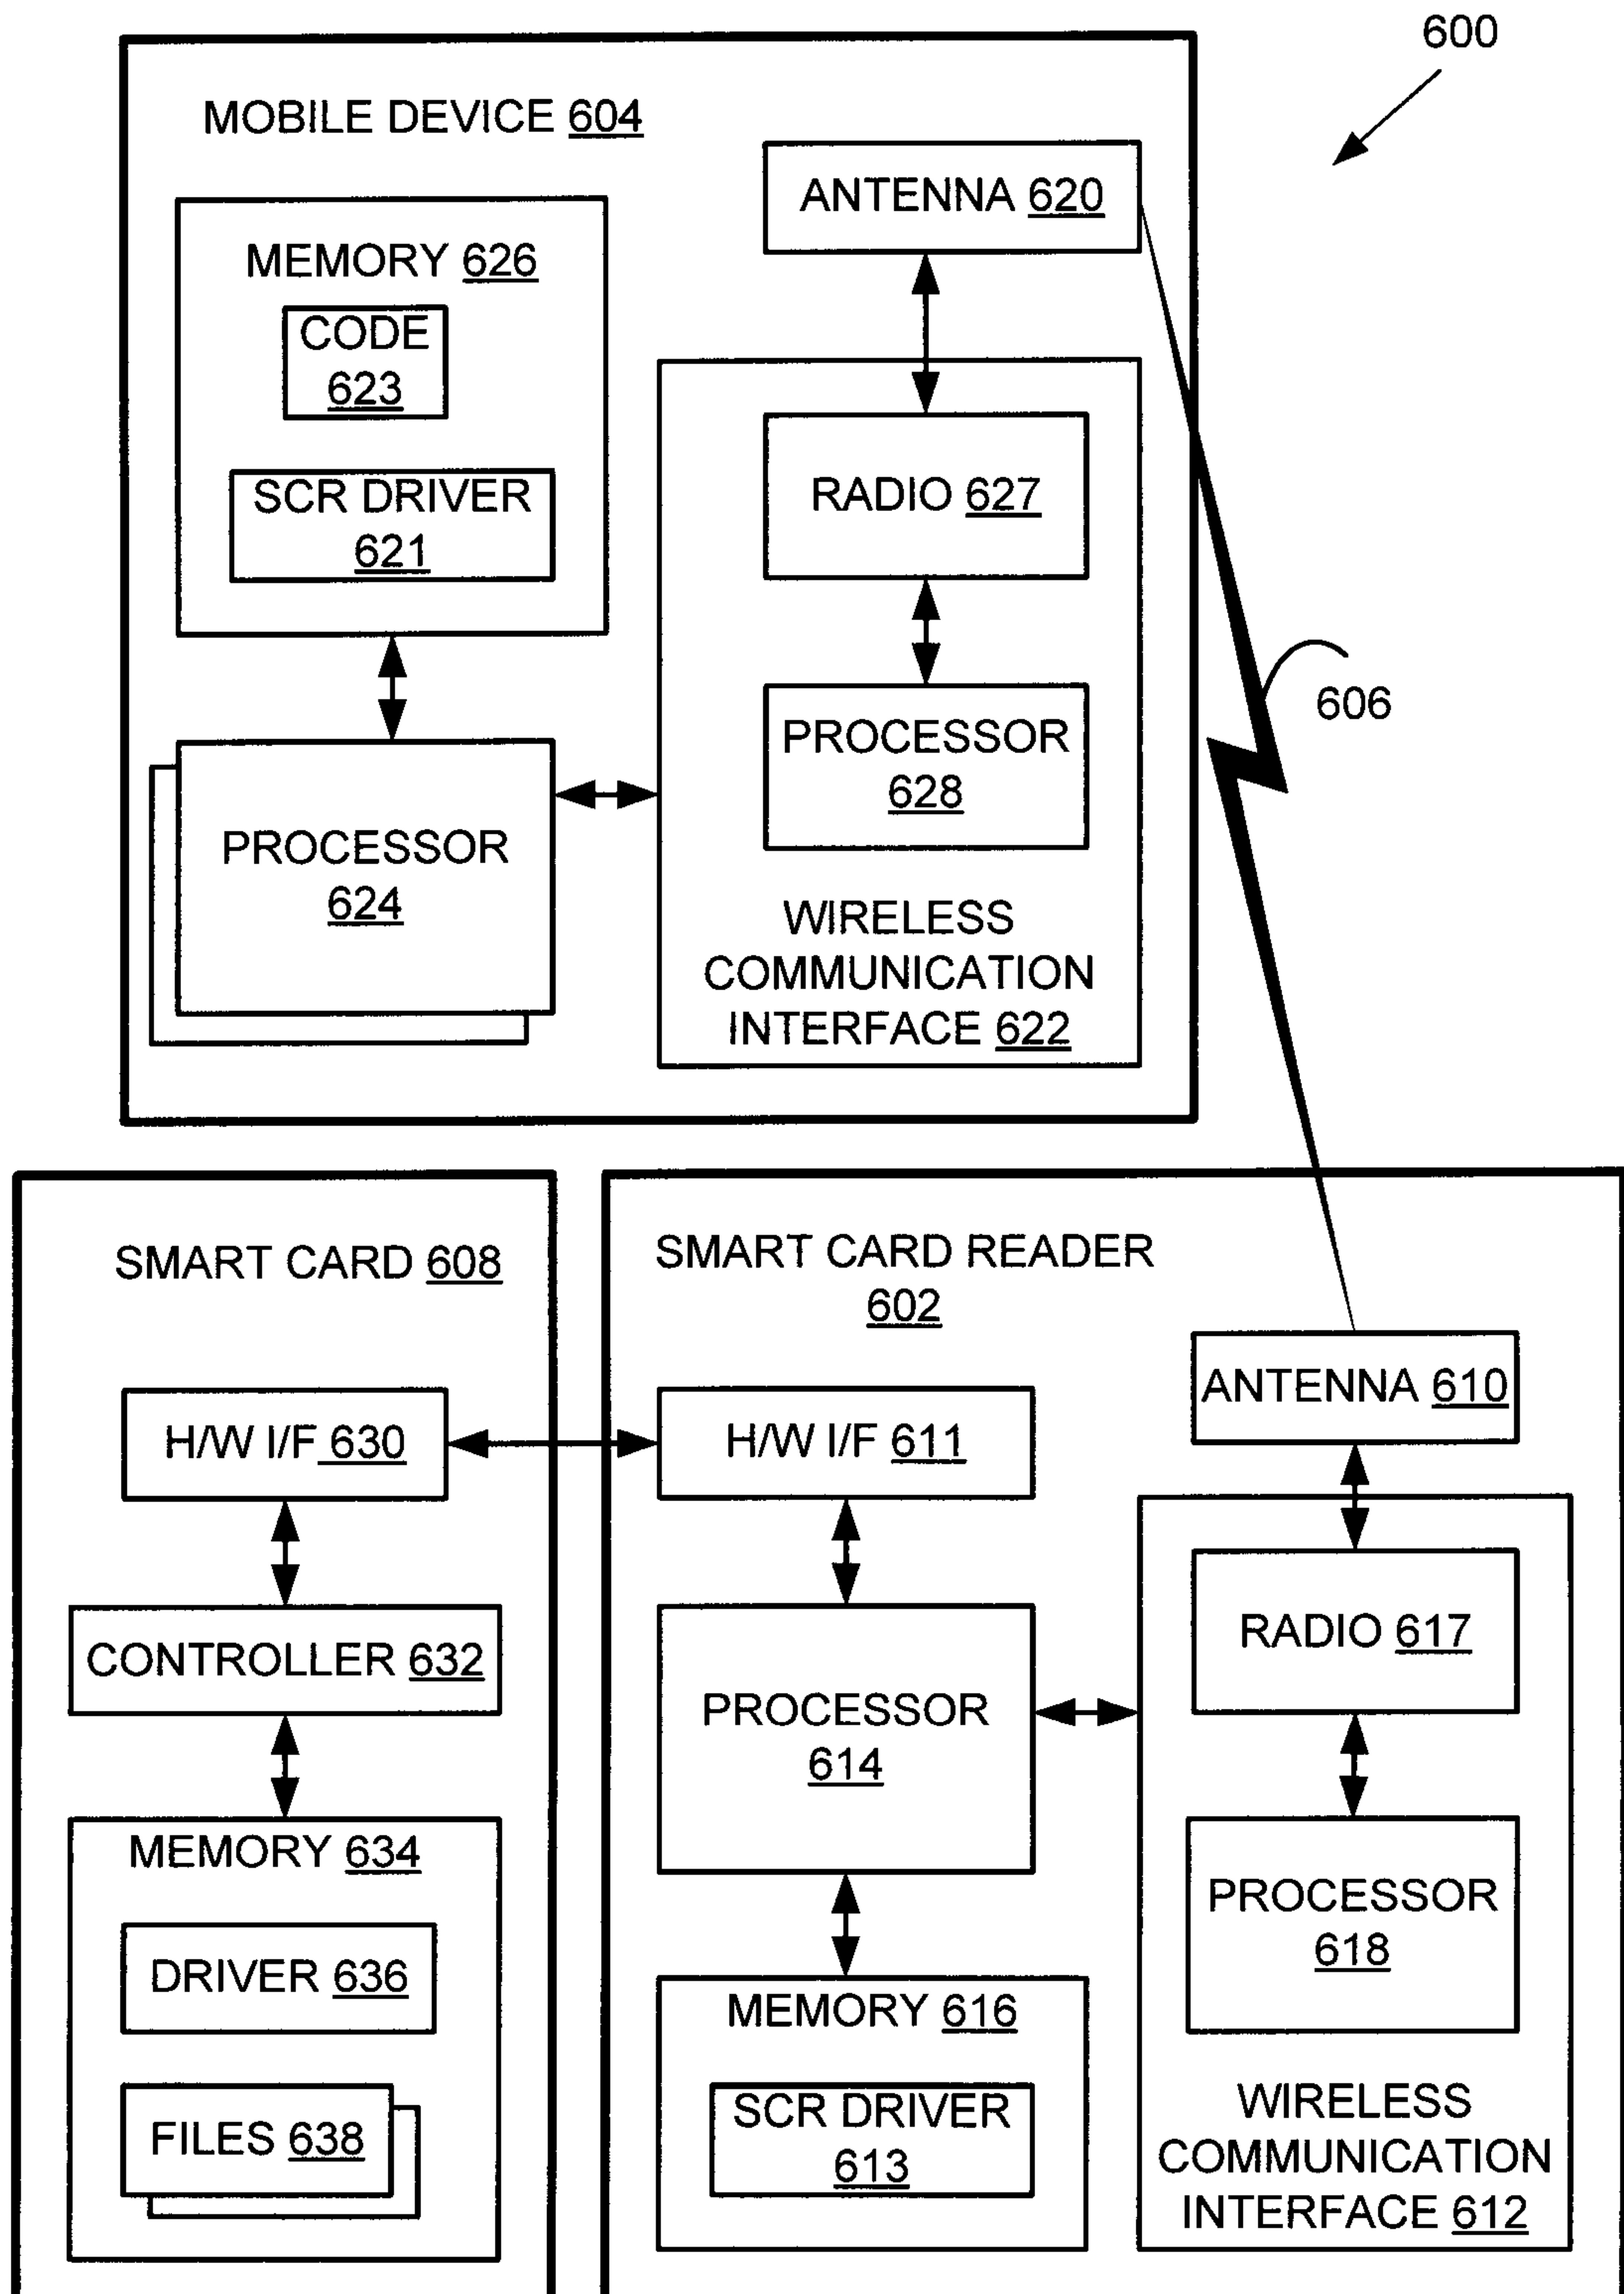 600
MOBILE DEVICE 604
ANTENNA 620
MEMORY 626
CODE
623
SCR DRIVER
621
RADIO 627
PROCESSOR
628
606
PROCESSOR
624
WIRELESS
COMMUNICATION
INTERFACE 622
SMART CARD 608
SMART CARD READER
602
ANTENNA 610
H/W I/F 630
H/W I/F 611
CONTROLLER 632
RADIO 617
PROCESSOR
614
MEMORY 634
PROCESSOR
618
DRIVER 636
MEMORY 616
FILES 638
SCR DRIVER
613
WIRELESS
COMMUNICATION
INTERFACE 612